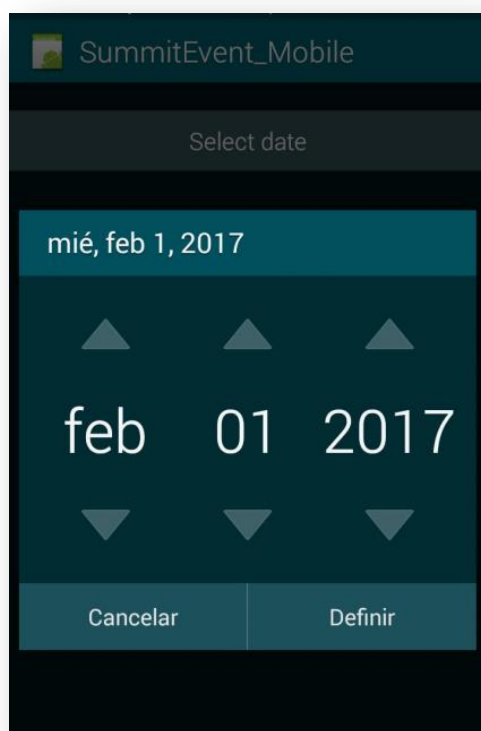 SummitEvent_Mobile
Select date
mié, feb 1, 2017
feb 01 2017
Cancelar Definir